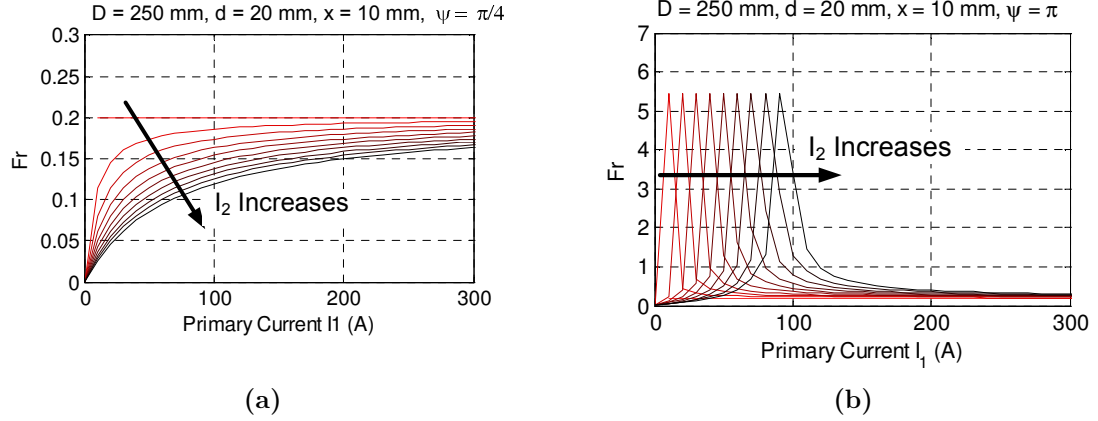 D = 250 mm, d = 20 mm, x = 10 mm, ψ = π/4
0.3
0.25
0.2
0.15
0.1
0.05
0
Fr
I₂ Increases
0 100 200 300
Primary Current I1 (A)
(a)
D = 250 mm, d = 20 mm, x = 10 mm, ψ = π
7
6
5
4
3
2
1
0
Fr
I₂ Increases
0 100 200 300
Primary Current I₁ (A)
(b)